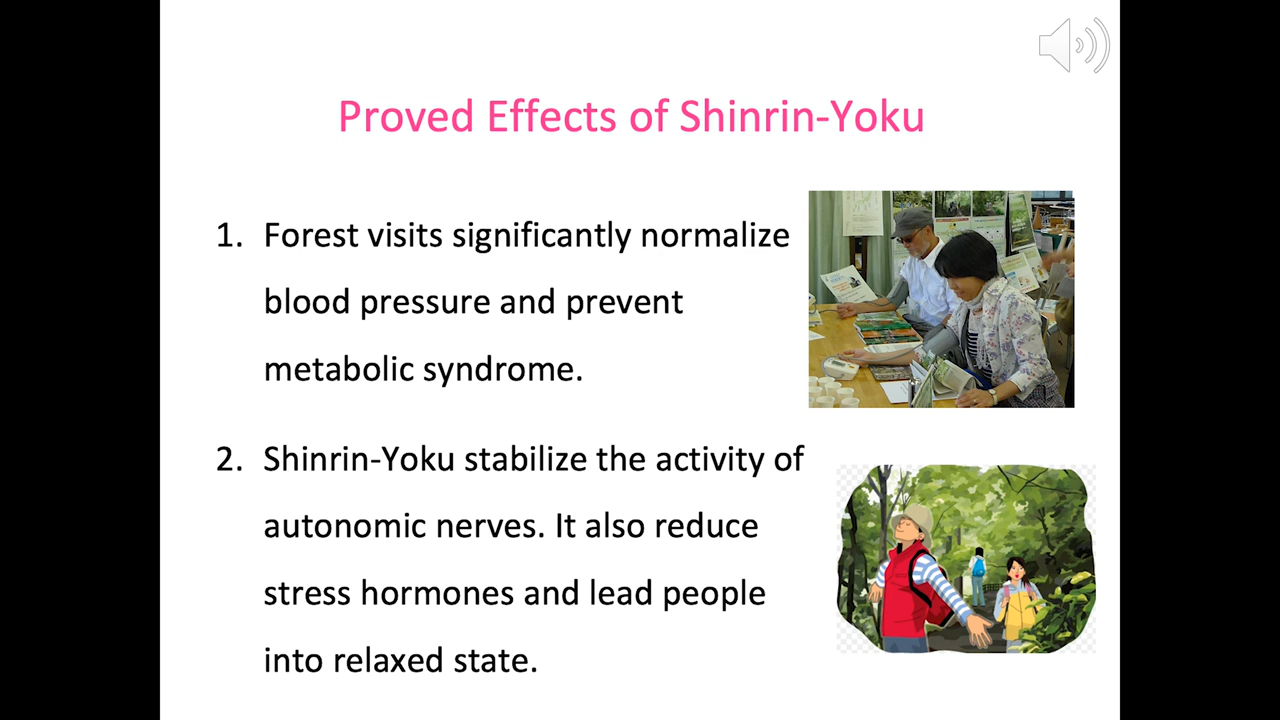 Proved Effects of Shinrin-Yoku
1. Forest visits significantly normalize
blood pressure and prevent
metabolic syndrome.
2. Shinrin-Yoku stabilize the activity of
autonomic nerves. It also reduce
stress hormones and lead people
into relaxed state.